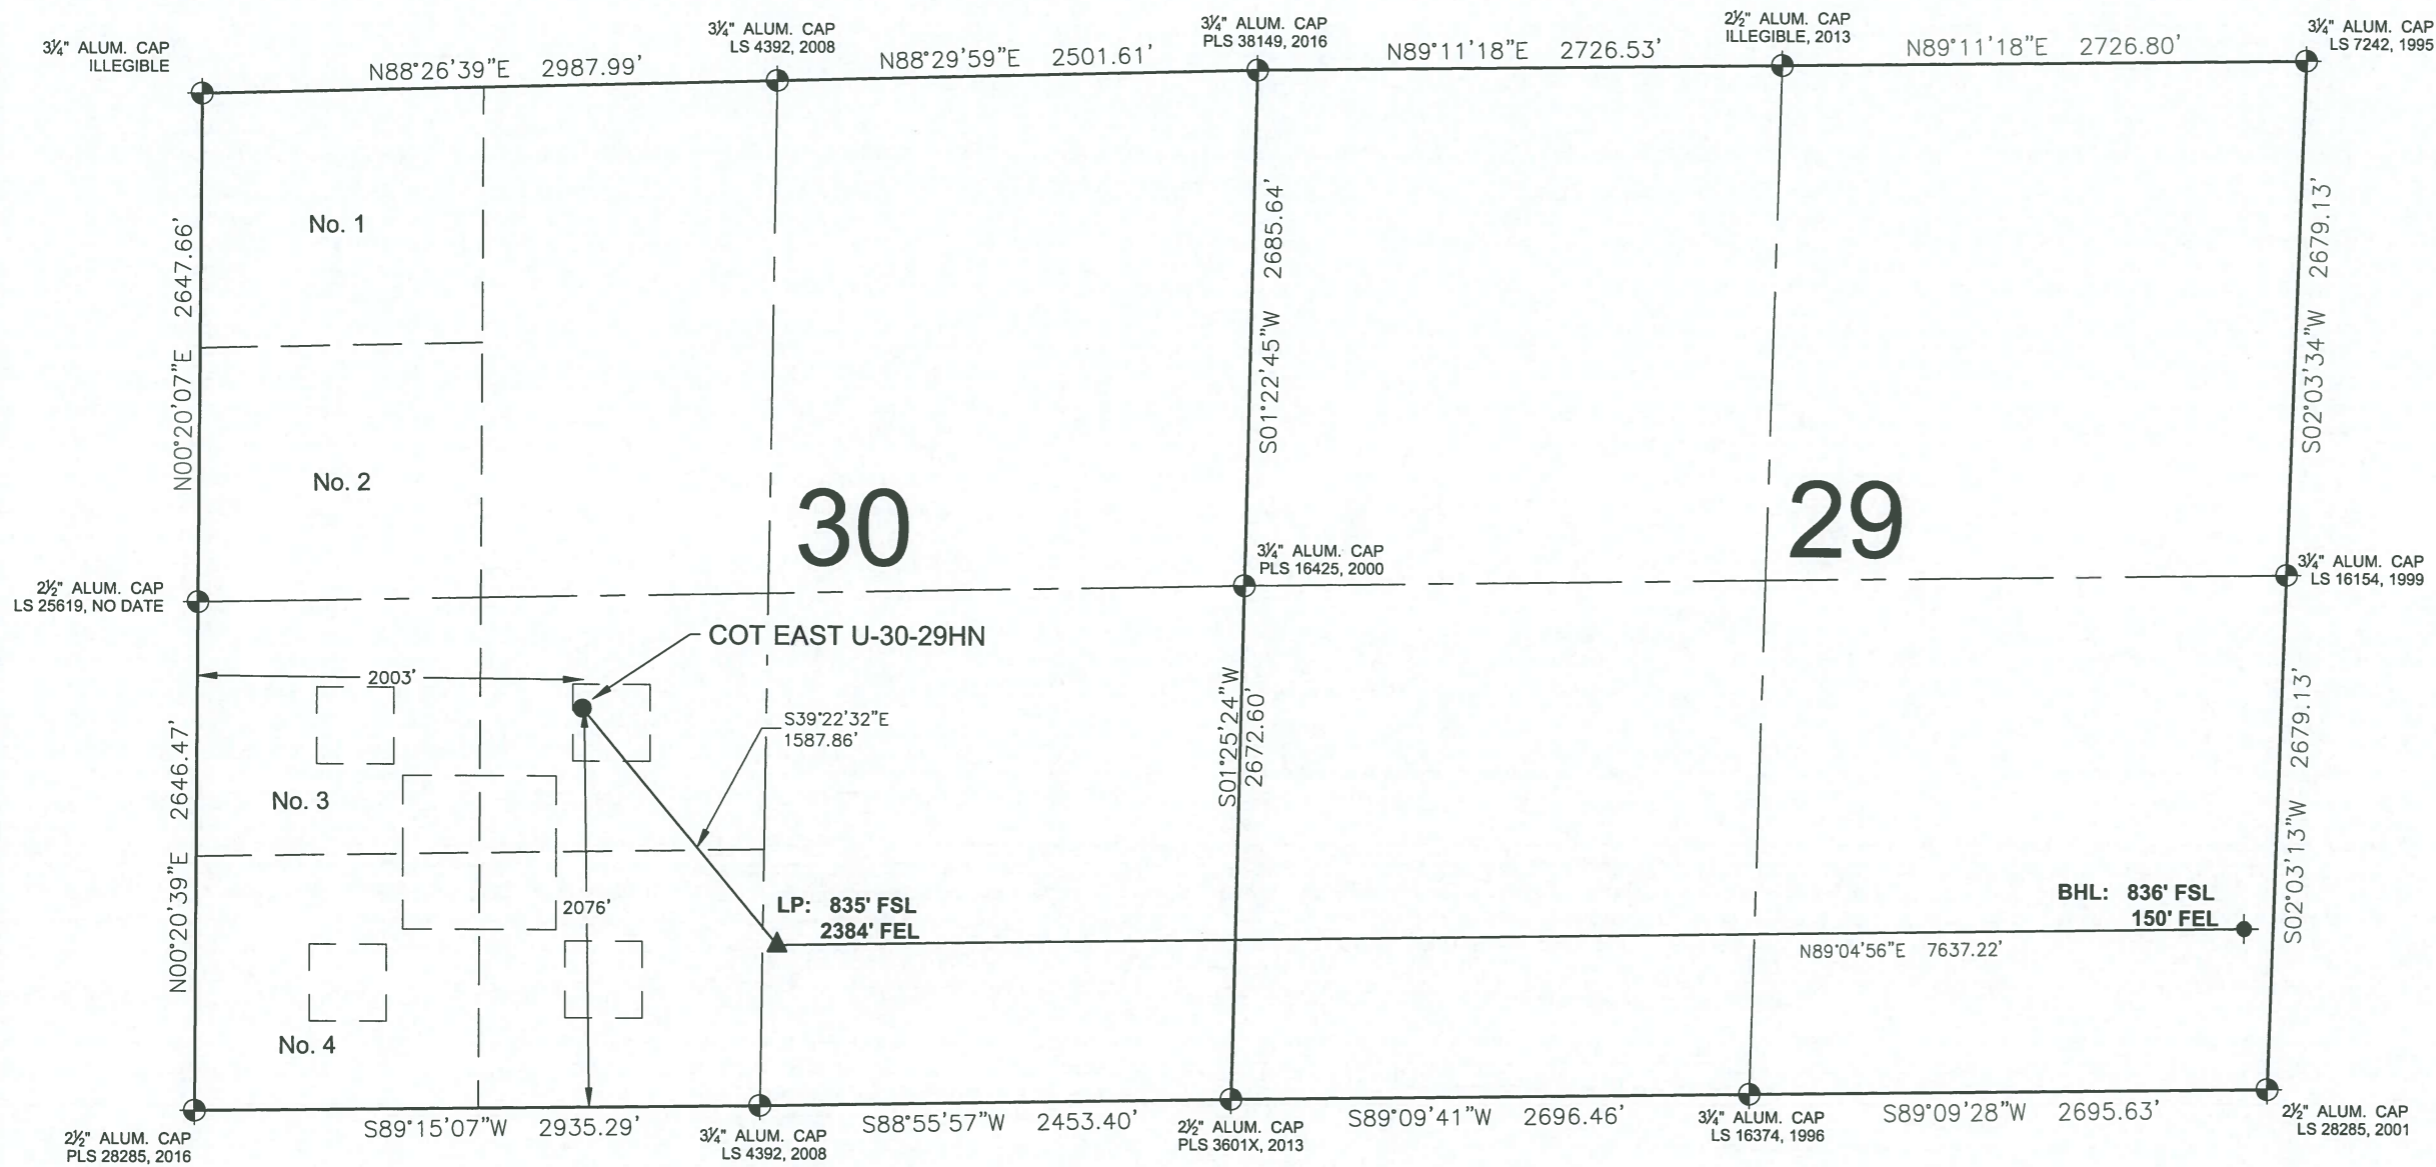 3¼" ALUM. CAP
ILLEGIBLE
N88°26'39"E 2987.99'
3¼" ALUM. CAP
LS 4392, 2008
N88°29'59"E 2501.61'
3¼" ALUM. CAP
PLS 38149, 2016
N89°11'18"E 2726.53'
2½" ALUM. CAP
ILLEGIBLE, 2013
N89°11'18"E 2726.80'
3¼" ALUM. CAP
LS 7242, 1995
N00°20'07"E 2647.66'
No. 1
No. 2
30
S01°22'45"W 2685.64'
29
S02°03'34"W 2679.13'
2½" ALUM. CAP
LS 25619, NO DATE
3¼" ALUM. CAP
PLS 16425, 2000
3¼" ALUM. CAP
LS 16154, 1999
COT EAST U-30-29HN
2003'
S39°22'32"E
1587.86'
N00°20'39"E 2646.47'
No. 3
S01°25'24"W
2672.60'
S02°03'13"W 2679.13'
2076'
LP: 835' FSL
2384' FEL
BHL: 836' FSL
150' FEL
N89°04'56"E 7637.22'
No. 4
2½" ALUM. CAP
PLS 28285, 2016
S89°15'07"W 2935.29'
3¼" ALUM. CAP
LS 4392, 2008
S88°55'57"W 2453.40'
2½" ALUM. CAP
PLS 3601X, 2013
S89°09'41"W 2696.46'
3¼" ALUM. CAP
LS 16374, 1996
S89°09'28"W 2695.63'
2½" ALUM. CAP
LS 28285, 2001